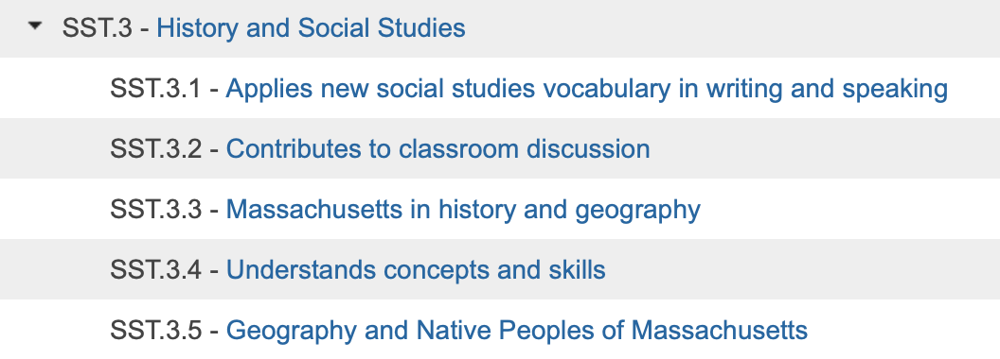 SST.3 - History and Social Studies
SST.3.1 - Applies new social studies vocabulary in writing and speaking
SST.3.2 - Contributes to classroom discussion
SST.3.3 - Massachusetts in history and geography
SST.3.4 - Understands concepts and skills
SST.3.5 - Geography and Native Peoples of Massachusetts